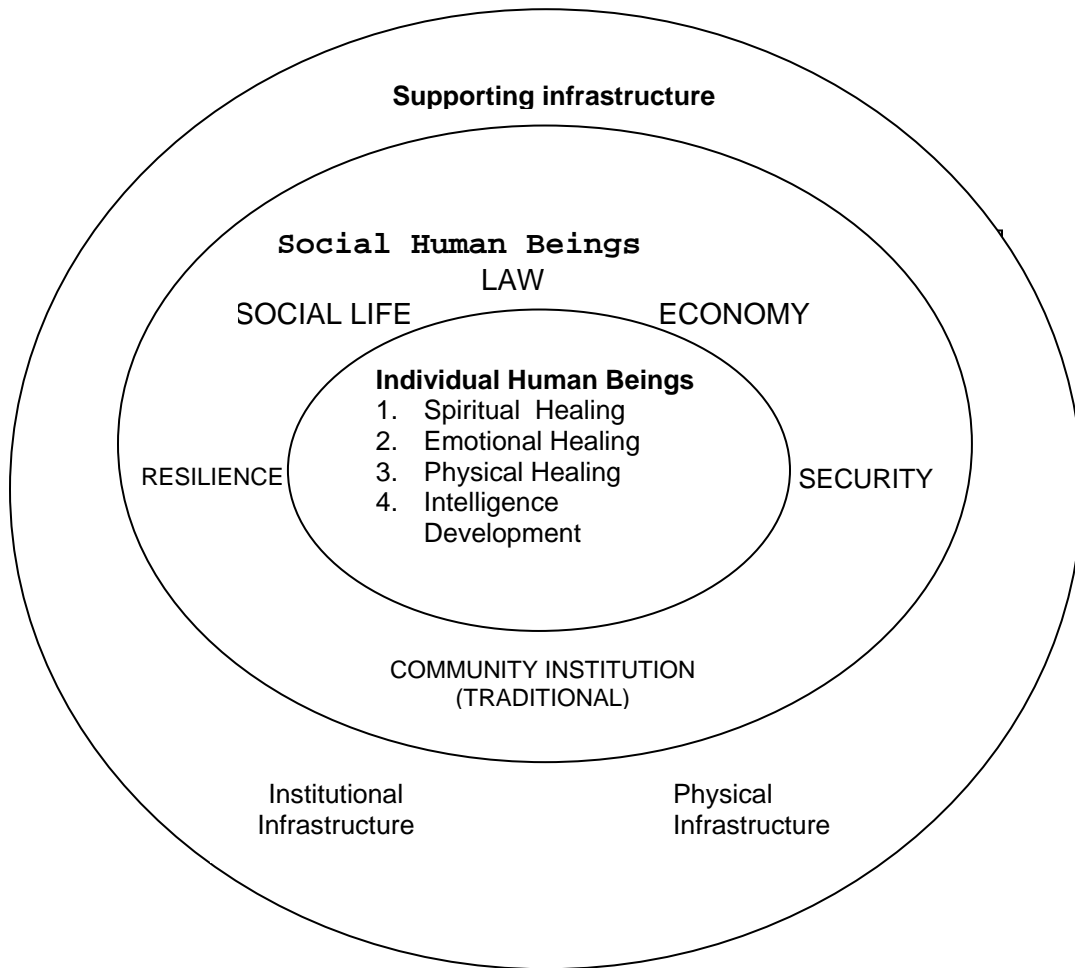 Supporting infrastructure
Social Human Beings
LAW
SOCIAL LIFE
ECONOMY
Individual Human Beings
1. Spiritual Healing
2. Emotional Healing
3. Physical Healing
4. Intelligence
Development
RESILIENCE
SECURITY
COMMUNITY INSTITUTION
(TRADITIONAL)
Institutional
Infrastructure
Physical
Infrastructure